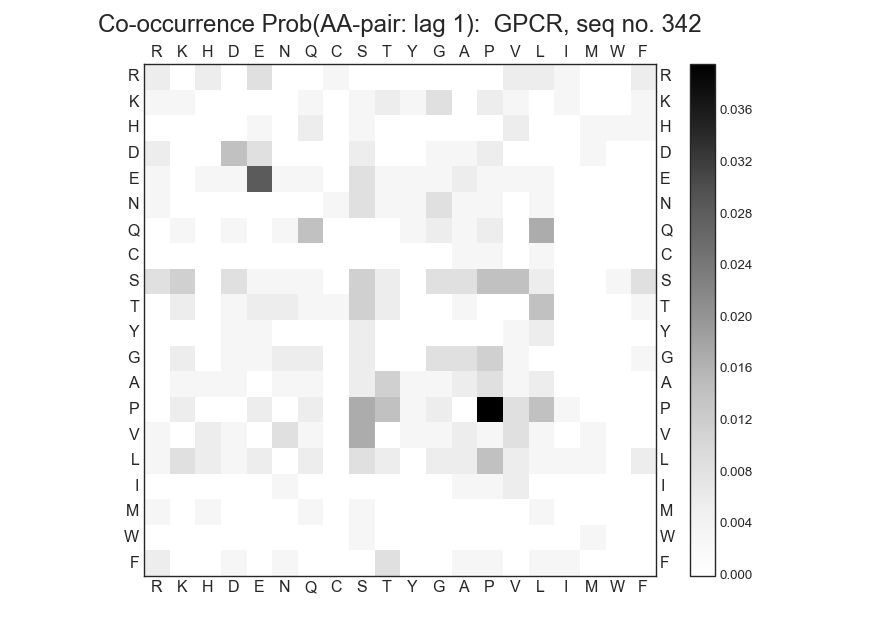 Co-occurrence Prob(AA-pair: lag 1):  GPCR, seq no. 342
R K H D E N Q C S T Y G A P V L I M W F
R R
K K
H H
D D
E E
N N
Q Q
C C
S S
T T
Y Y
G G
A A
P P
V V
L L
I I
M M
W W
F F
R K H D E N Q C S T Y G A P V L I M W F
0.036
0.032
0.028
0.024
0.020
0.016
0.012
0.008
0.004
0.000